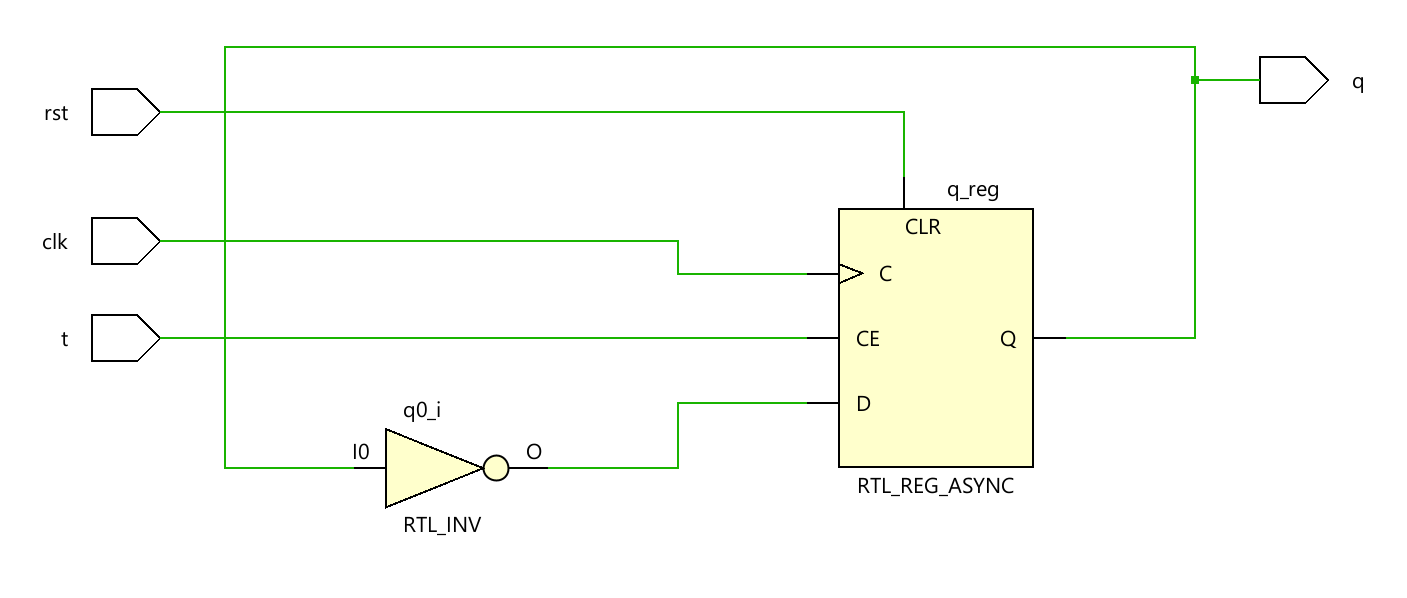 q
rst
q_reg
CLR
clk
C
t
CE
Q
D
q0_i
I0
O
RTL_REG_ASYNC
RTL_INV